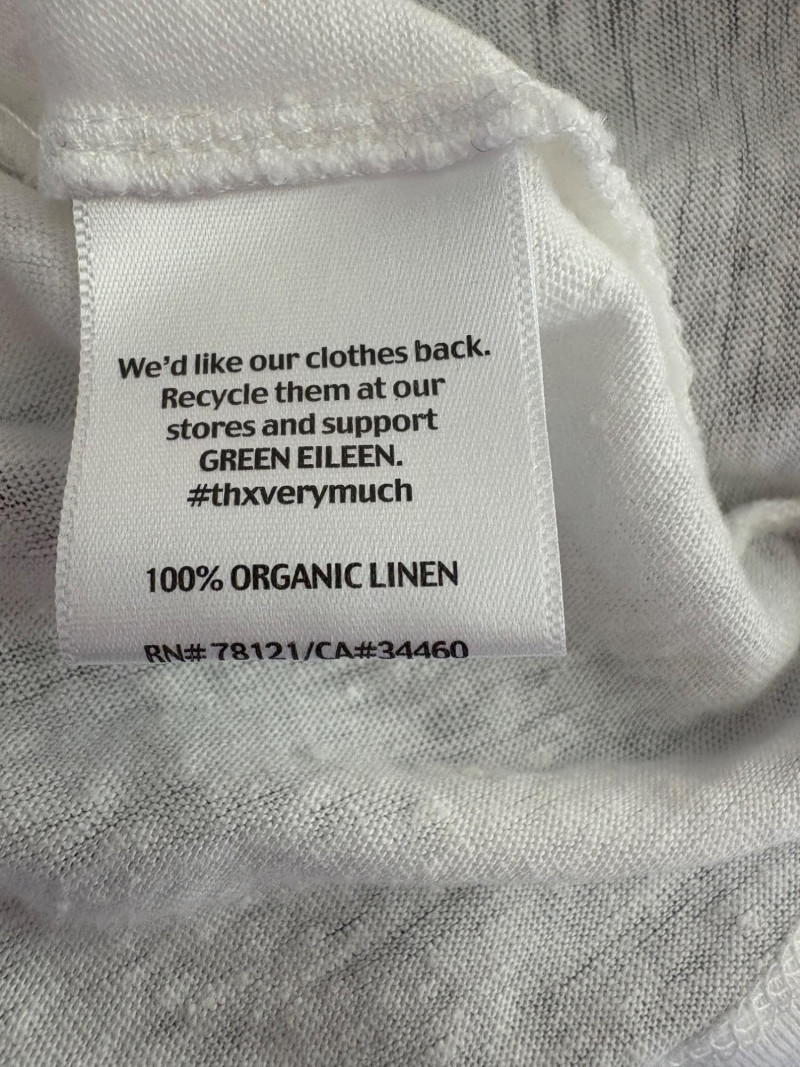 We'd like our clothes back.
Recycle them at our
stores and support
GREEN EILEEN.
#thxverymuch
100% ORGANIC LINEN
RN# 78121/CA#34460